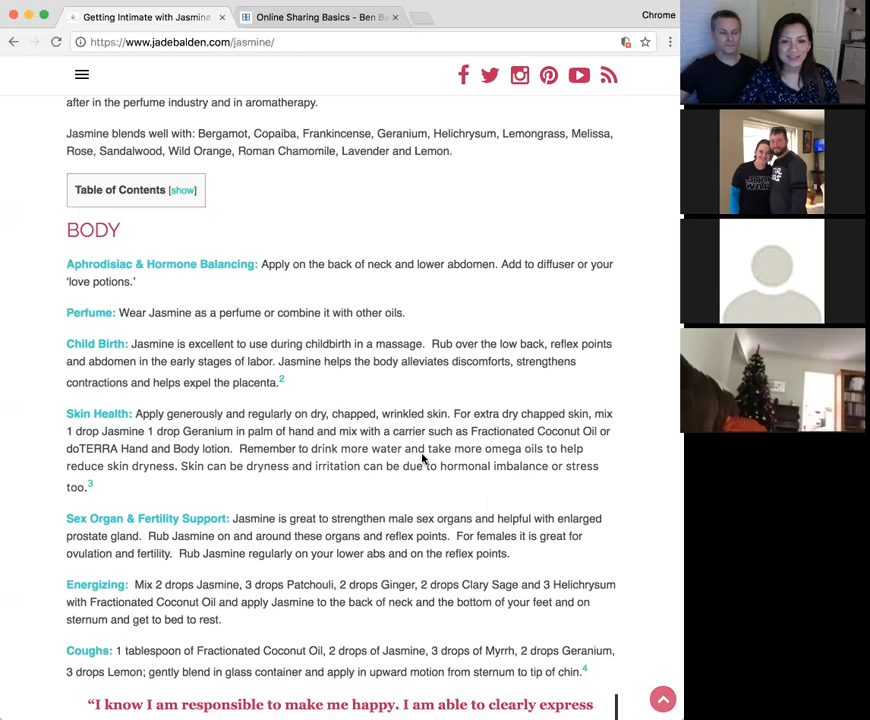 Getting Intimate with Jasmine
Online Sharing Basics - Ben Ba
Chrome
https://www.jadebalden.com/jasmine/
after in the perfume industry and in aromatherapy.
Jasmine blends well with: Bergamot, Copaiba, Frankincense, Geranium, Helichrysum, Lemongrass, Melissa,
Rose, Sandalwood, Wild Orange, Roman Chamomile, Lavender and Lemon.
Table of Contents [show]
BODY
Aphrodisiac & Hormone Balancing: Apply on the back of neck and lower abdomen. Add to diffuser or your
‘love potions.’
Perfume: Wear Jasmine as a perfume or combine it with other oils.
Child Birth: Jasmine is excellent to use during childbirth in a massage. Rub over the low back, reflex points
and abdomen in the early stages of labor. Jasmine helps the body alleviates discomforts, strengthens
contractions and helps expel the placenta.2
Skin Health: Apply generously and regularly on dry, chapped, wrinkled skin. For extra dry chapped skin, mix
1 drop Jasmine 1 drop Geranium in palm of hand and mix with a carrier such as Fractionated Coconut Oil or
doTERRA Hand and Body lotion. Remember to drink more water and take more omega oils to help
reduce skin dryness. Skin can be dryness and irritation can be due to hormonal imbalance or stress
too.3
Sex Organ & Fertility Support: Jasmine is great to strengthen male sex organs and helpful with enlarged
prostate gland. Rub Jasmine on and around these organs and reflex points. For females it is great for
ovulation and fertility. Rub Jasmine regularly on your lower abs and on the reflex points.
Energizing: Mix 2 drops Jasmine, 3 drops Patchouli, 2 drops Ginger, 2 drops Clary Sage and 3 Helichrysum
with Fractionated Coconut Oil and apply Jasmine to the back of neck and the bottom of your feet and on
sternum and get to bed to rest.
Coughs: 1 tablespoon of Fractionated Coconut Oil, 2 drops of Jasmine, 3 drops of Myrrh, 2 drops Geranium,
3 drops Lemon; gently blend in glass container and apply in upward motion from sternum to tip of chin.4
“I know I am responsible to make me happy. I am able to clearly express
STAR
WARS